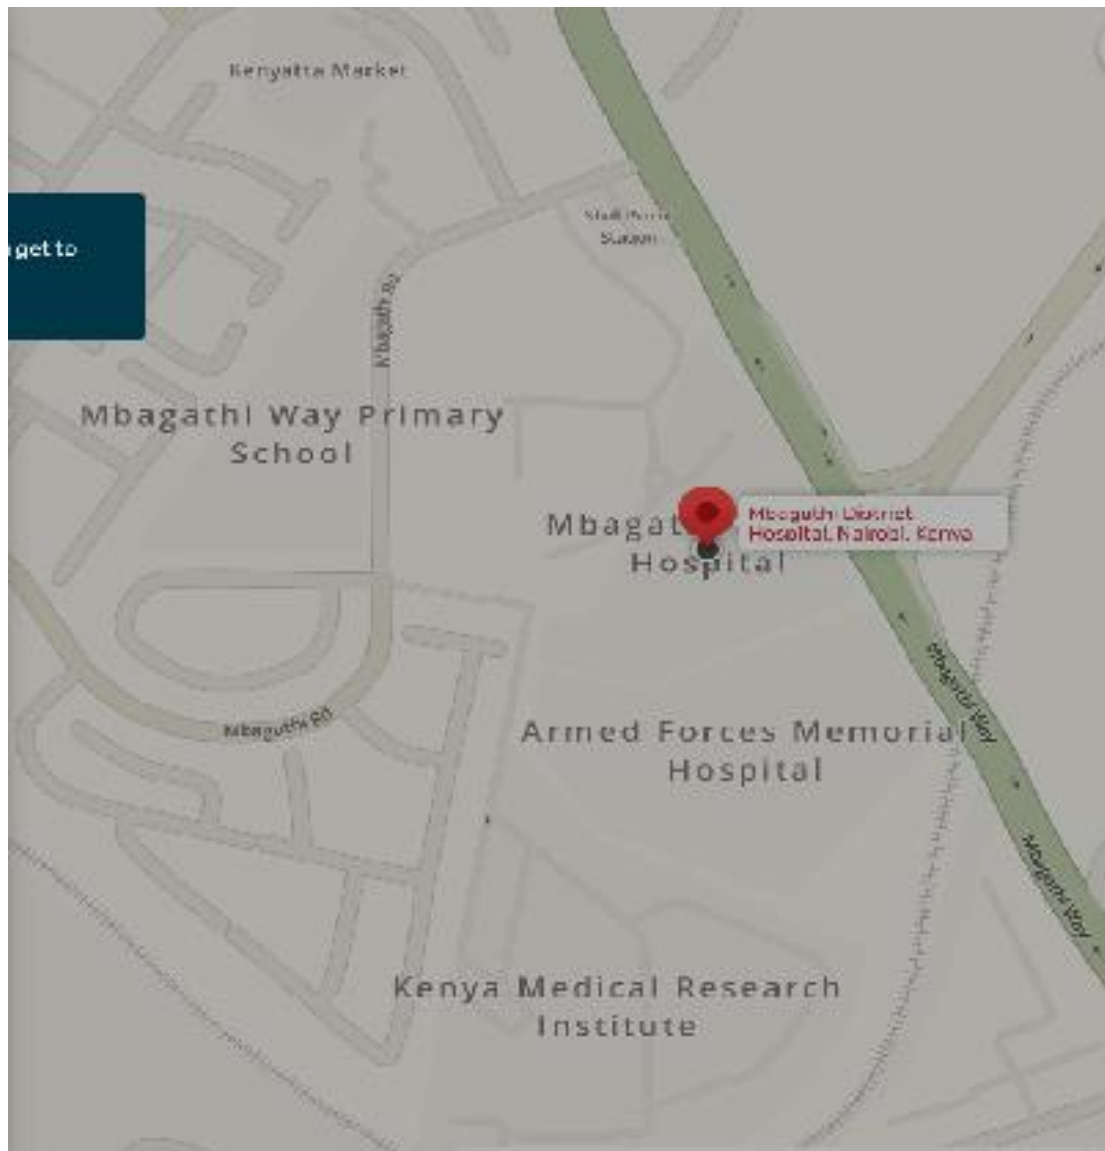 Kenyatta Market
Station
get to
Mbagathi Rd
Mbagathi Way Primary
School
Mbagathi District
Hospital, Nairobi, Kenya
Hospital
Mbagathi Way
Armed Forces Memorial
Hospital
Mbagathi Rd
Mbagathi Way
Kenya Medical Research
Institute